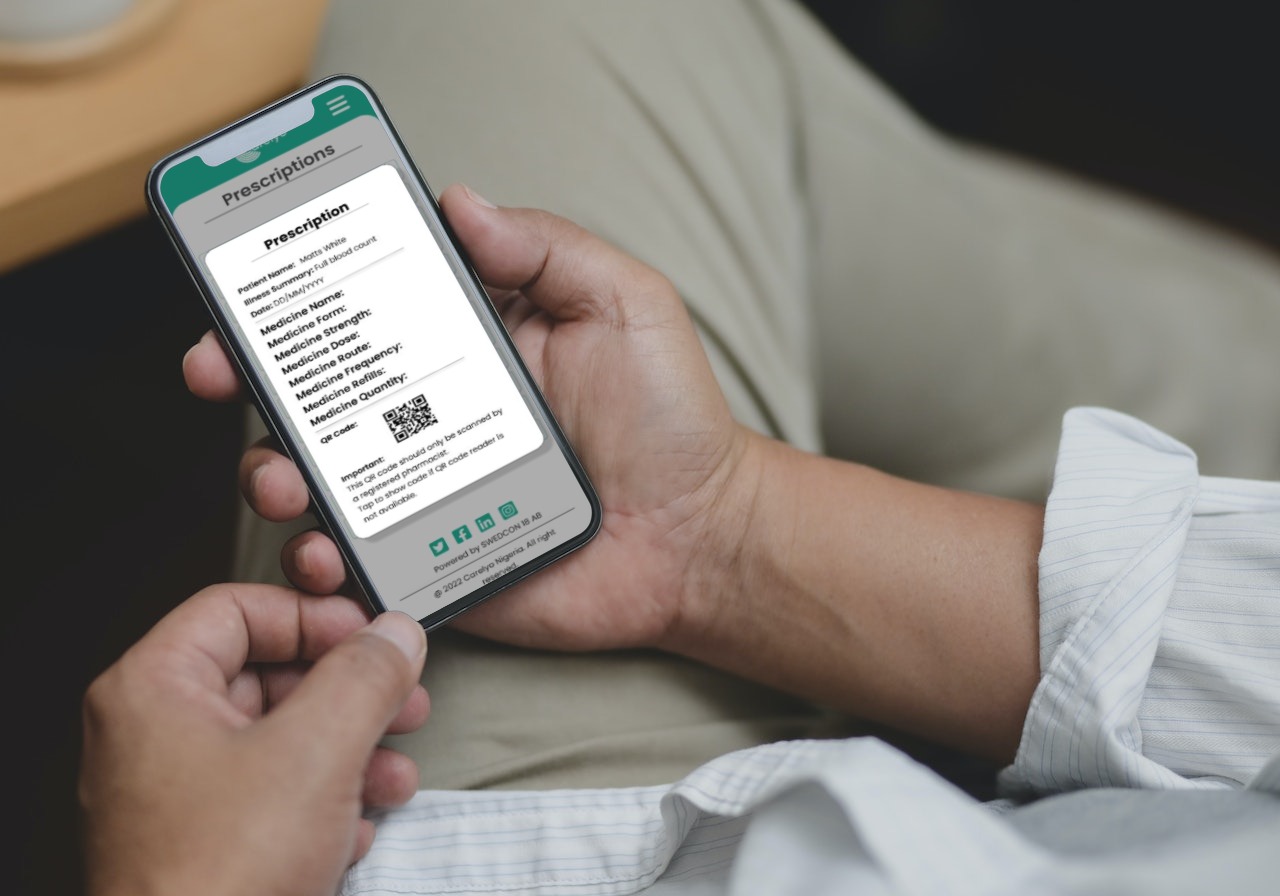 Prescriptions
Prescription
Patient Name: Matts White
Illness Summary: Full blood count
Date: DD/MM/YYYY
Medicine Name:
Medicine Form:
Medicine Strength:
Medicine Dose:
Medicine Route:
Medicine Frequency:
Medicine Refills:
Medicine Quantity:
QR Code:
Important:
This QR code should only be scanned by
a registered pharmacist.
Tap to show code if QR code reader is
not available.
Powered by SWEDCON 18 AB
@ 2022 Carelyo Nigeria. All right
reserved